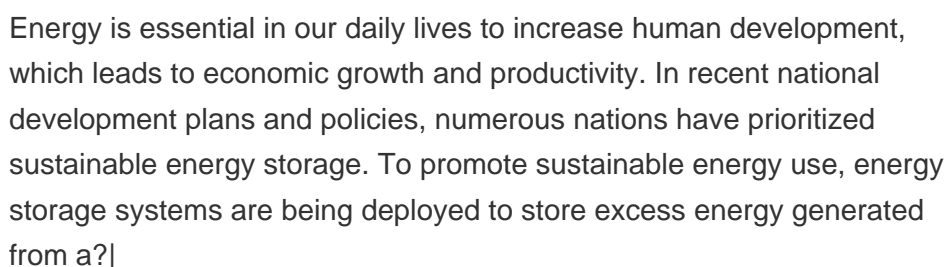 Energy is essential in our daily lives to increase human development,
which leads to economic growth and productivity. In recent national
development plans and policies, numerous nations have prioritized
sustainable energy storage. To promote sustainable energy use, energy
storage systems are being deployed to store excess energy generated
from a?|